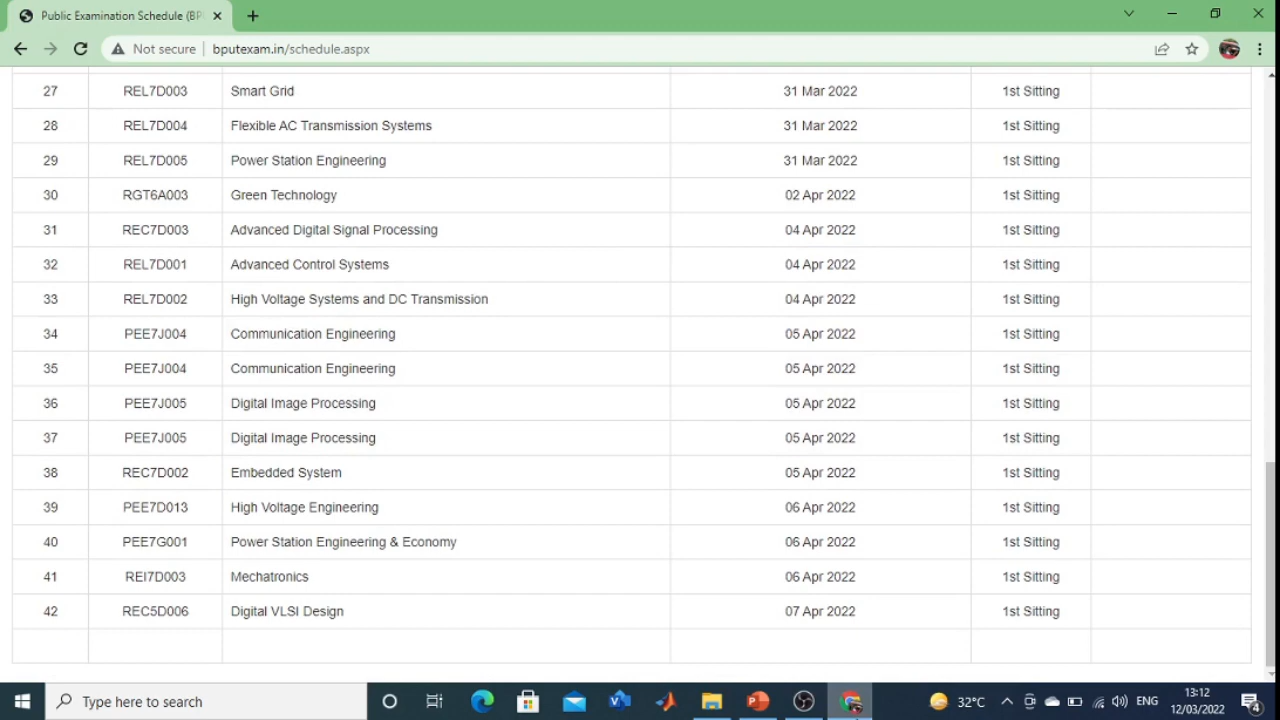 Public Examination Schedule (BP
Not secure bputexam.in/schedule.aspx
27 REL7D003 Smart Grid 31 Mar 2022 1st Sitting
28 REL7D004 Flexible AC Transmission Systems 31 Mar 2022 1st Sitting
29 REL7D005 Power Station Engineering 31 Mar 2022 1st Sitting
30 RGT6A003 Green Technology 02 Apr 2022 1st Sitting
31 REC7D003 Advanced Digital Signal Processing 04 Apr 2022 1st Sitting
32 REL7D001 Advanced Control Systems 04 Apr 2022 1st Sitting
33 REL7D002 High Voltage Systems and DC Transmission 04 Apr 2022 1st Sitting
34 PEE7J004 Communication Engineering 05 Apr 2022 1st Sitting
35 PEE7J004 Communication Engineering 05 Apr 2022 1st Sitting
36 PEE7J005 Digital Image Processing 05 Apr 2022 1st Sitting
37 PEE7J005 Digital Image Processing 05 Apr 2022 1st Sitting
38 REC7D002 Embedded System 05 Apr 2022 1st Sitting
39 PEE7D013 High Voltage Engineering 06 Apr 2022 1st Sitting
40 PEE7G001 Power Station Engineering & Economy 06 Apr 2022 1st Sitting
41 REI7D003 Mechatronics 06 Apr 2022 1st Sitting
42 REC5D006 Digital VLSI Design 07 Apr 2022 1st Sitting
Type here to search 32°C ENG 13:12
12/03/2022 4